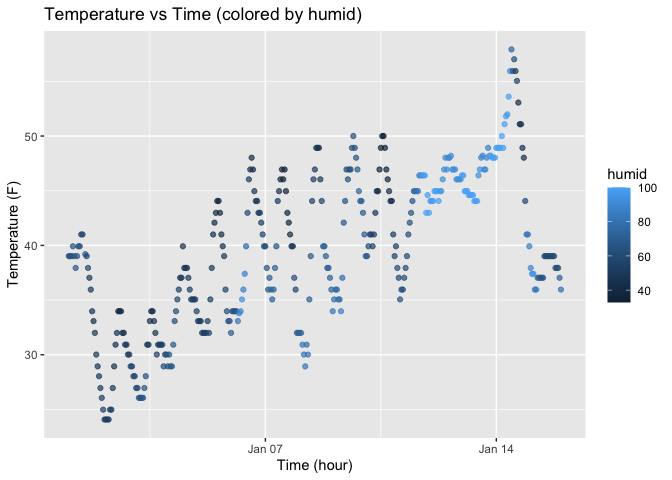 Temperature vs Time (colored by humid)
Temperature (F)
50
40
30
Jan 07
Jan 14
Time (hour)
humid
100
80
60
40